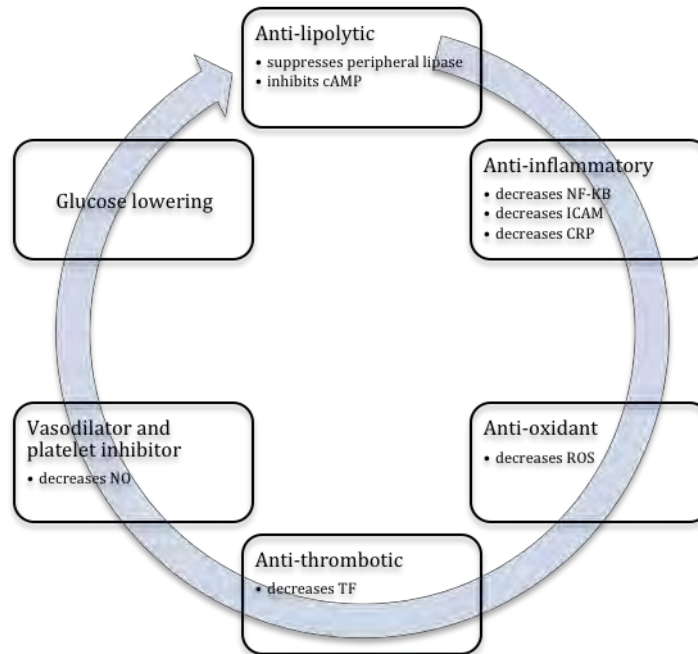 Anti-lipolytic
• suppresses peripheral lipase
• inhibits cAMP
Anti-inflammatory
• decreases NF-KB
• decreases ICAM
• decreases CRP
Anti-oxidant
• decreases ROS
Anti-thrombotic
• decreases TF
Vasodilator and
platelet inhibitor
• decreases NO
Glucose lowering